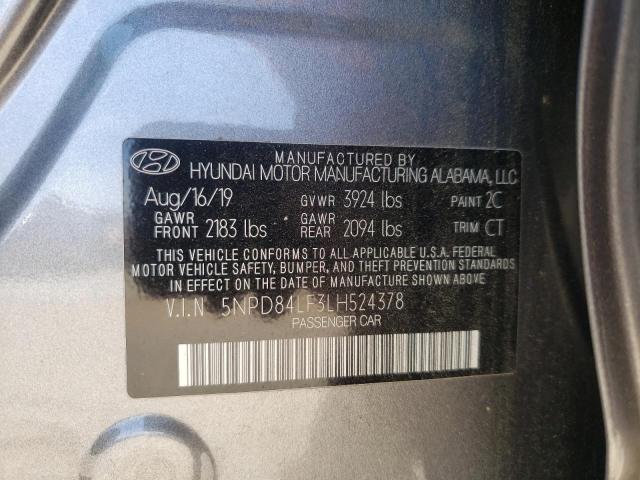 MANUFACTURED BY
HYUNDAI MOTOR MANUFACTURING ALABAMA, LLC
Aug/16/19 GVWR 3924 lbs PAINT 2C
GAWR FRONT 2183 lbs GAWR REAR 2094 lbs TRIM CT
THIS VEHICLE CONFORMS TO ALL APPLICABLE U.S.A. FEDERAL
MOTOR VEHICLE SAFETY, BUMPER, AND THEFT PREVENTION STANDARDS
IN EFFECT ON THE DATE OF MANUFACTURE SHOWN ABOVE
V.I.N 5NPD84LF3LH524378
PASSENGER CAR